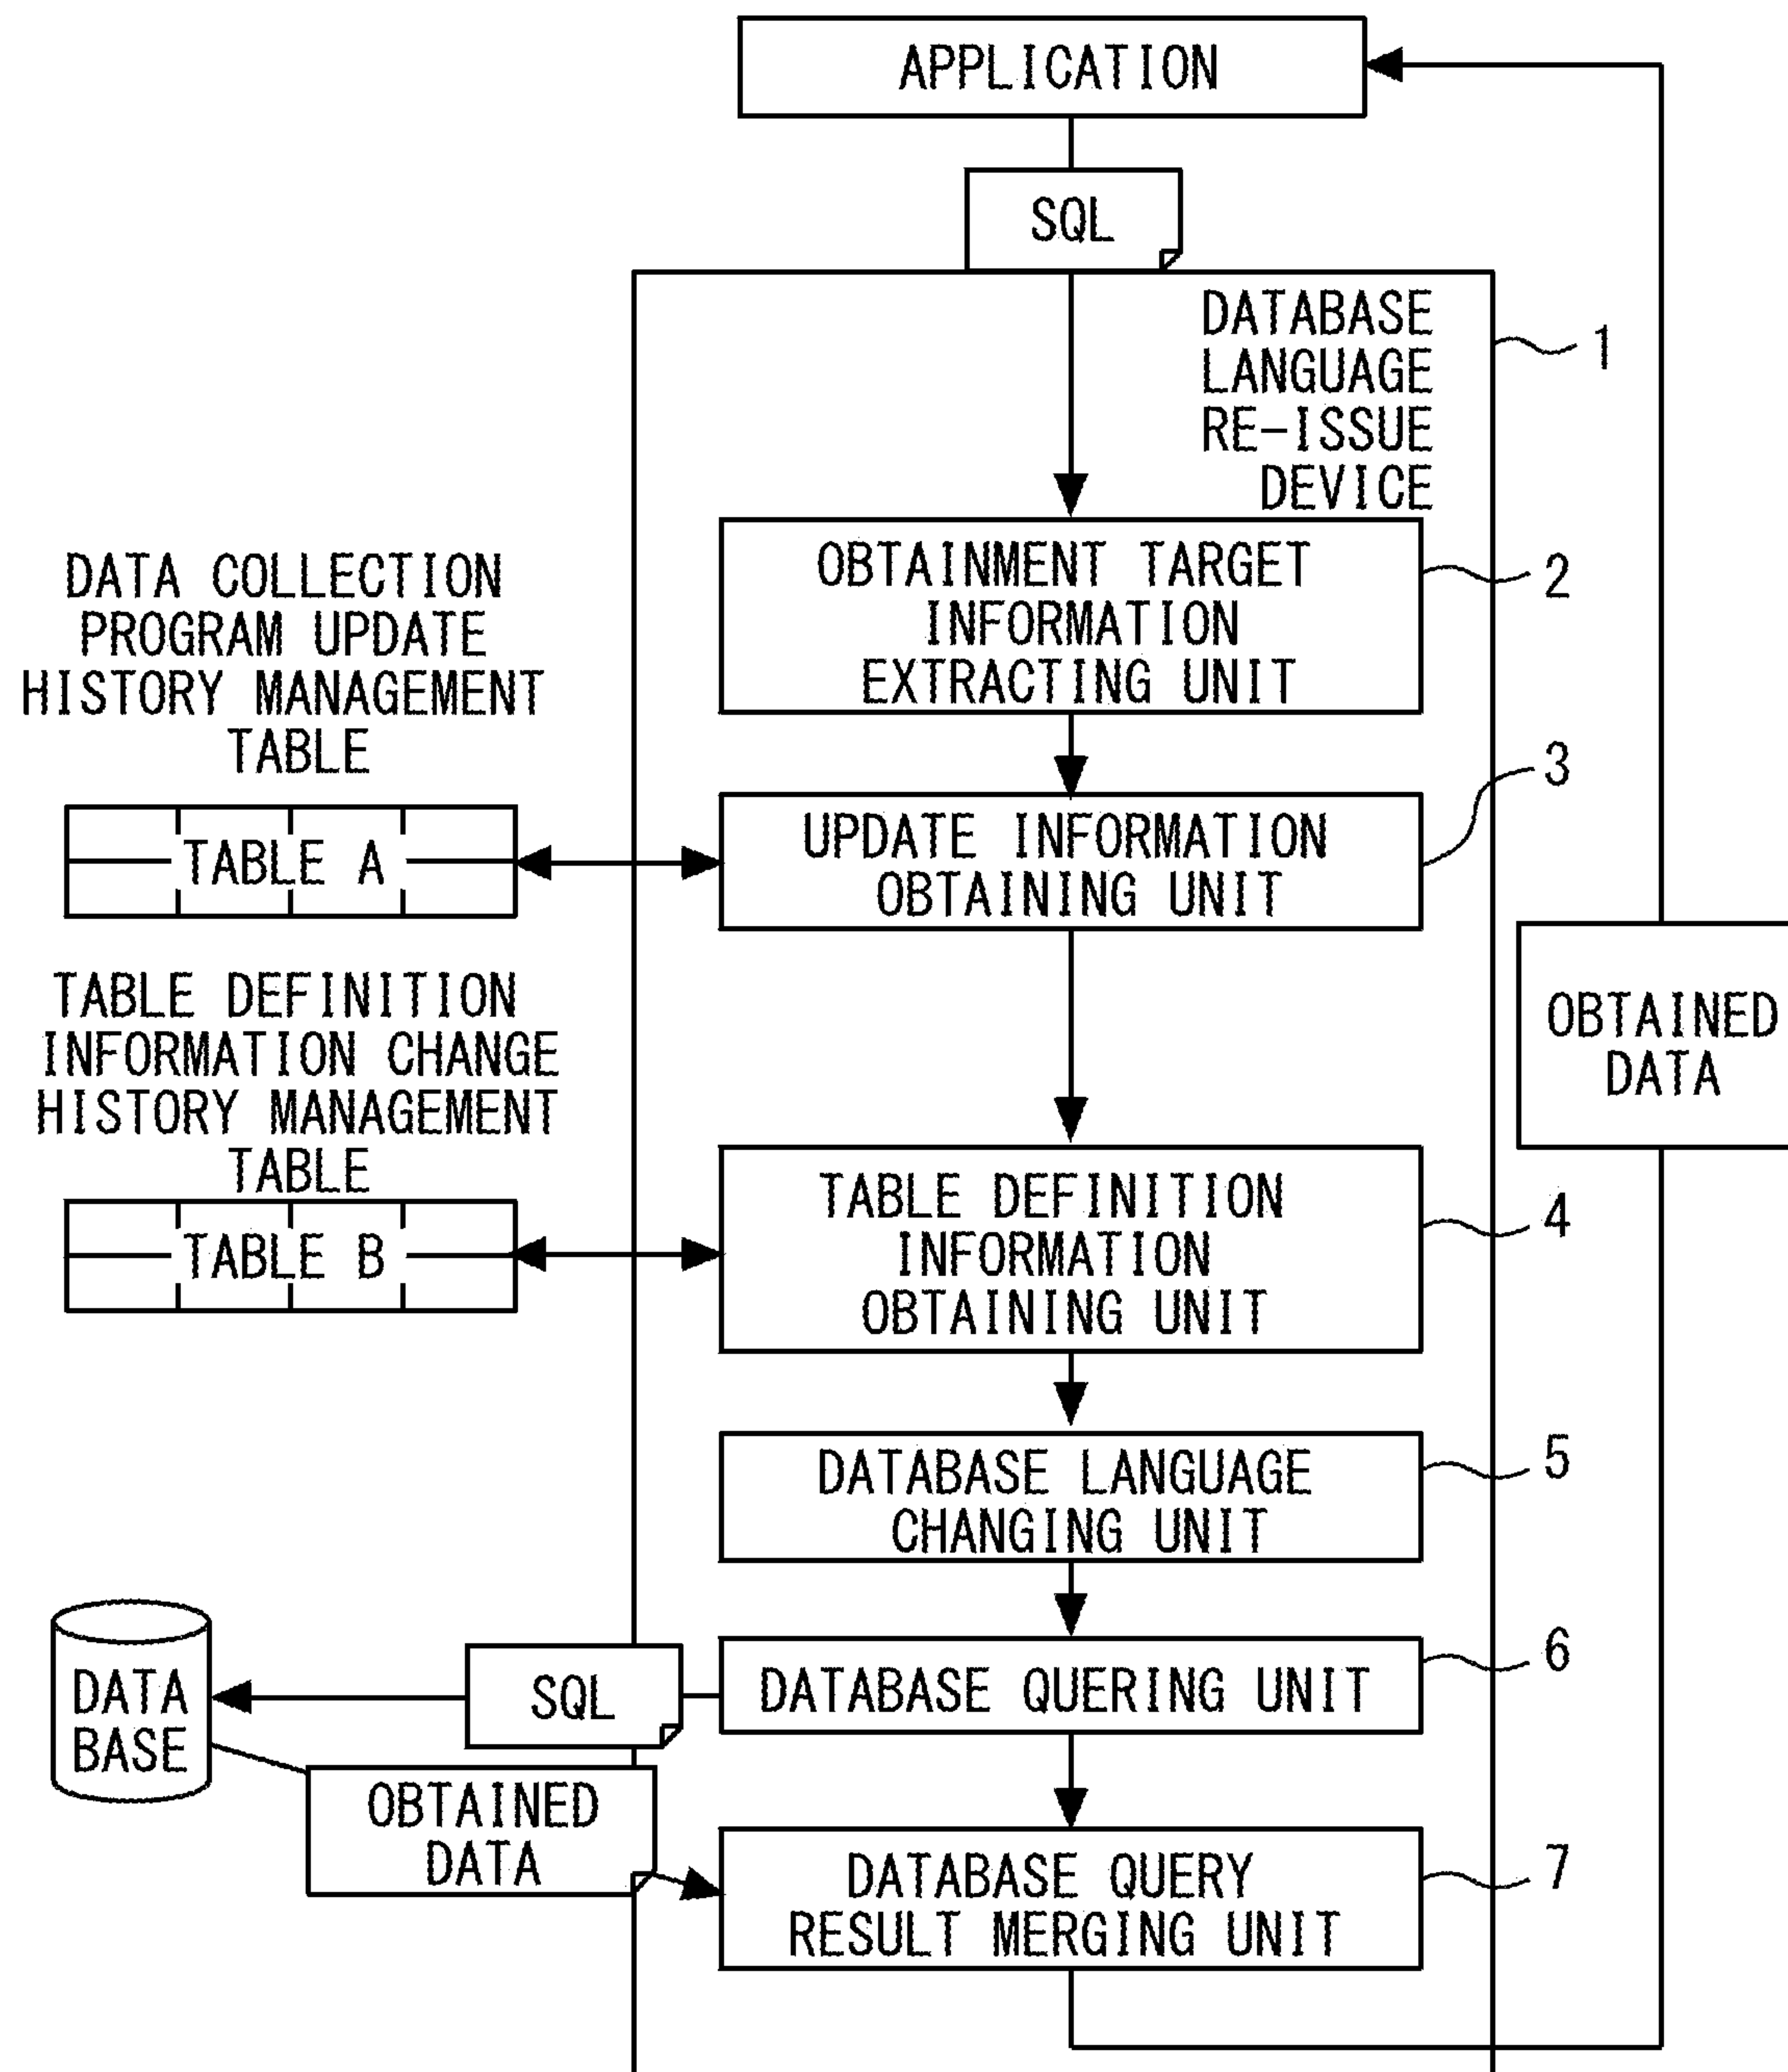 APPLICATION
SQL
DATABASE
LANGUAGE
RE-ISSUE
DEVICE
1
OBTAINMENT TARGET
INFORMATION
EXTRACTING UNIT
2
DATA COLLECTION
PROGRAM UPDATE
HISTORY MANAGEMENT
TABLE
TABLE A
UPDATE INFORMATION
OBTAINING UNIT
3
OBTAINED
DATA
TABLE DEFINITION
INFORMATION CHANGE
HISTORY MANAGEMENT
TABLE
TABLE B
TABLE DEFINITION
INFORMATION
OBTAINING UNIT
4
DATABASE LANGUAGE
CHANGING UNIT
5
DATA
BASE
SQL
DATABASE QUERING UNIT
6
OBTAINED
DATA
DATABASE QUERY
RESULT MERGING UNIT
7